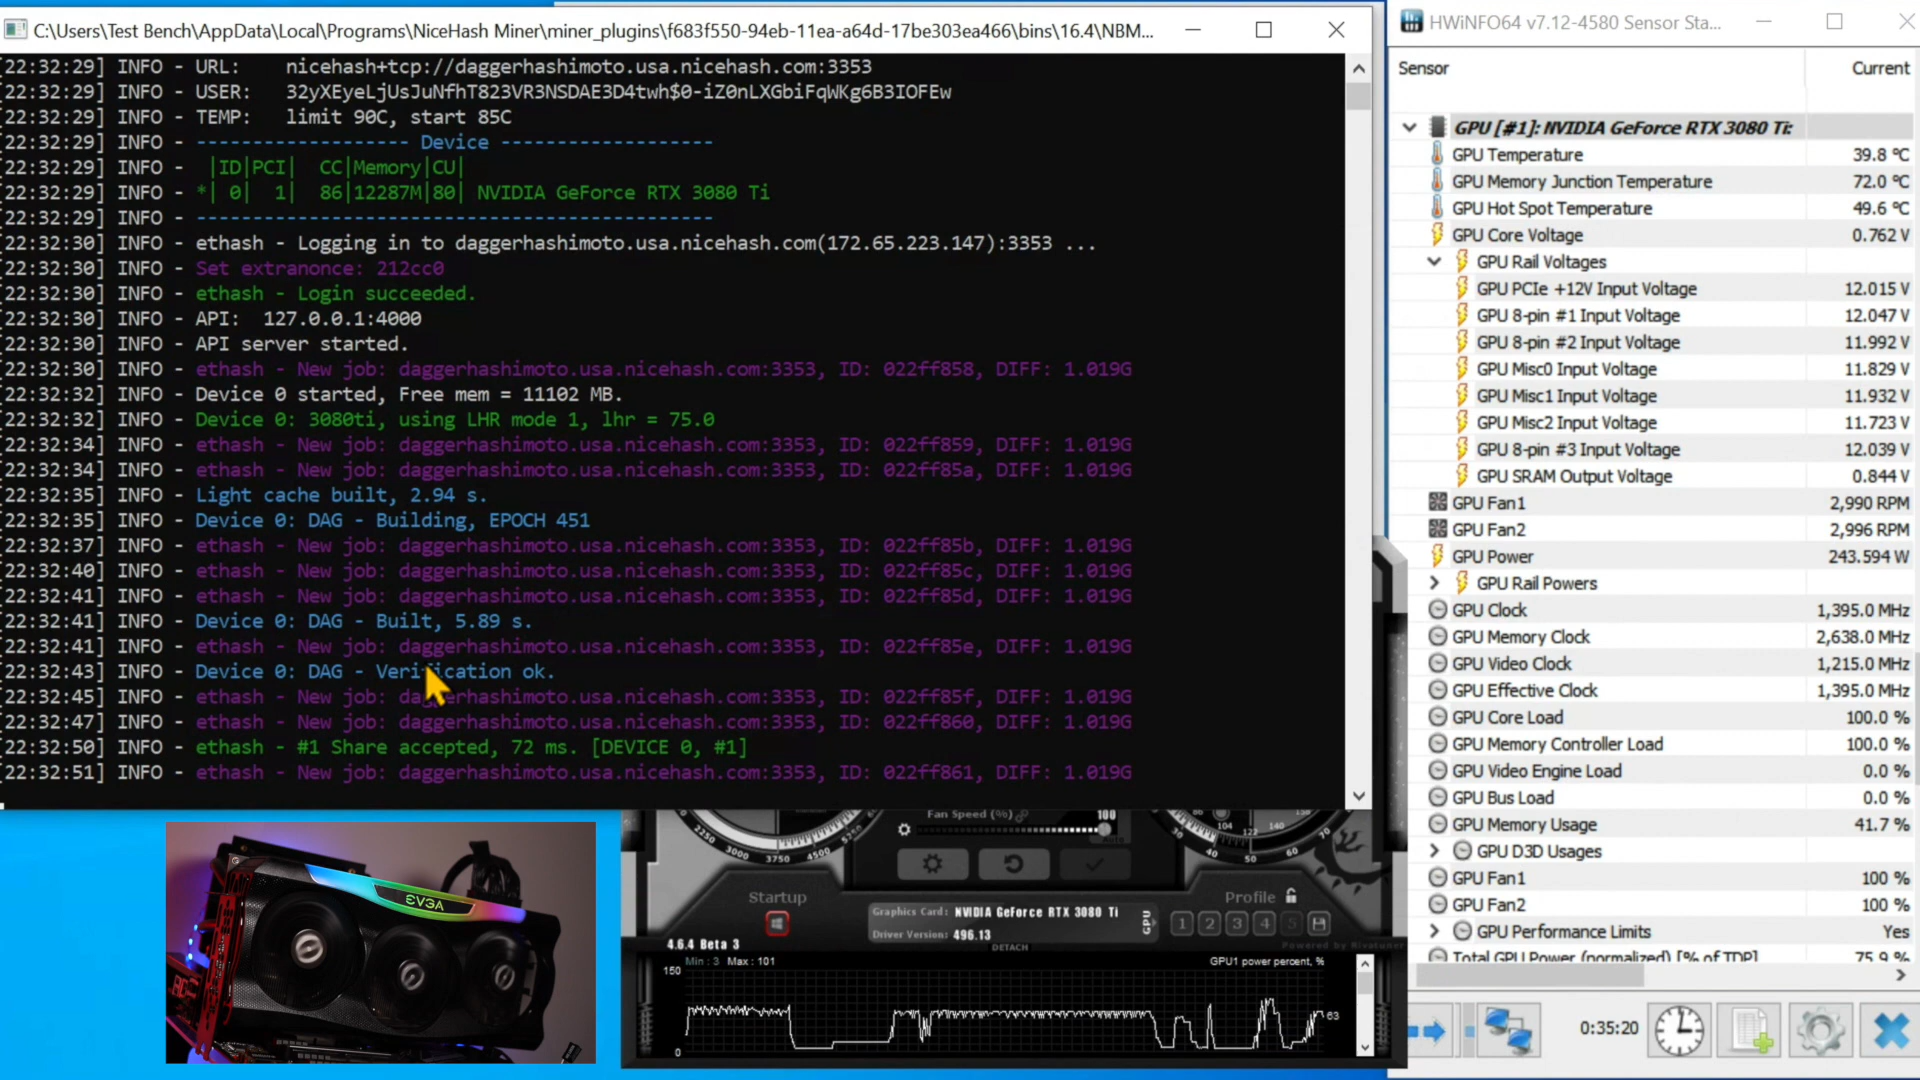 C:\Users\Test Bench\AppData\Local\Programs\NiceHash Miner\miner_plugins\f683f550-94eb-11ea-a64d-17be303ea466\bins\16.4\NBM...
[22:32:29] INFO - URL: nicehash+tcp://daggerhashimoto.usa.nicehash.com:3353
[22:32:29] INFO - USER: 32yXEyeLjUsJuNfhT823VR3NSDAE3D4twh$0-iZ0nLXGbiFqWKg6B3IOFEw
[22:32:29] INFO - TEMP: limit 90C, start 85C
[22:32:29] INFO - ------------------- Device -------------------
[22:32:29] INFO - |ID|PCI| CC|Memory|CU|
[22:32:29] INFO - *| 0| 1| 86|12287M|80| NVIDIA GeForce RTX 3080 Ti
[22:32:29] INFO - ----------------------------------------------
[22:32:30] INFO - ethash - Logging in to daggerhashimoto.usa.nicehash.com(172.65.223.147):3353 ...
[22:32:30] INFO - Set extranonce: 212cc0
[22:32:30] INFO - ethash - Login succeeded.
[22:32:30] INFO - API: 127.0.0.1:4000
[22:32:30] INFO - API server started.
[22:32:30] INFO - ethash - New job: daggerhashimoto.usa.nicehash.com:3353, ID: 022ff858, DIFF: 1.019G
[22:32:32] INFO - Device 0 started, Free mem = 11102 MB.
[22:32:32] INFO - Device 0: 3080ti, using LHR mode 1, lhr = 75.0
[22:32:34] INFO - ethash - New job: daggerhashimoto.usa.nicehash.com:3353, ID: 022ff859, DIFF: 1.019G
[22:32:34] INFO - ethash - New job: daggerhashimoto.usa.nicehash.com:3353, ID: 022ff85a, DIFF: 1.019G
[22:32:35] INFO - Light cache built, 2.94 s.
[22:32:35] INFO - Device 0: DAG - Building, EPOCH 451
[22:32:37] INFO - ethash - New job: daggerhashimoto.usa.nicehash.com:3353, ID: 022ff85b, DIFF: 1.019G
[22:32:40] INFO - ethash - New job: daggerhashimoto.usa.nicehash.com:3353, ID: 022ff85c, DIFF: 1.019G
[22:32:41] INFO - ethash - New job: daggerhashimoto.usa.nicehash.com:3353, ID: 022ff85d, DIFF: 1.019G
[22:32:41] INFO - Device 0: DAG - Built, 5.89 s.
[22:32:41] INFO - ethash - New job: daggerhashimoto.usa.nicehash.com:3353, ID: 022ff85e, DIFF: 1.019G
[22:32:43] INFO - Device 0: DAG - Verification ok.
[22:32:45] INFO - ethash - New job: daggerhashimoto.usa.nicehash.com:3353, ID: 022ff85f, DIFF: 1.019G
[22:32:47] INFO - ethash - New job: daggerhashimoto.usa.nicehash.com:3353, ID: 022ff860, DIFF: 1.019G
[22:32:50] INFO - ethash - #1 Share accepted, 72 ms. [DEVICE 0, #1]
[22:32:51] INFO - ethash - New job: daggerhashimoto.usa.nicehash.com:3353, ID: 022ff861, DIFF: 1.019G
EVGA
Fan Speed (%) 100
2250 3000 3750 4500
104 122 140
40 50 60 70
Startup
Profile
Graphics Card: NVIDIA GeForce RTX 3080 Ti
Driver Version: 496.13
GPU
1 2 3 4 5
DETACH
Powered by Rivatuner
4.6.4 Beta 3
Min : 3 Max : 101
GPU1 power percent, %
150
63
0
HWiNFO64 v7.12-4580 Sensor Sta...
Sensor Current
GPU [#1]: NVIDIA GeForce RTX 3080 Ti:
GPU Temperature 39.8 °C
GPU Memory Junction Temperature 72.0 °C
GPU Hot Spot Temperature 49.6 °C
GPU Core Voltage 0.762 V
GPU Rail Voltages
GPU PCIe +12V Input Voltage 12.015 V
GPU 8-pin #1 Input Voltage 12.047 V
GPU 8-pin #2 Input Voltage 11.992 V
GPU Misc0 Input Voltage 11.829 V
GPU Misc1 Input Voltage 11.932 V
GPU Misc2 Input Voltage 11.723 V
GPU 8-pin #3 Input Voltage 12.039 V
GPU SRAM Output Voltage 0.844 V
GPU Fan1 2,990 RPM
GPU Fan2 2,996 RPM
GPU Power 243.594 W
GPU Rail Powers
GPU Clock 1,395.0 MHz
GPU Memory Clock 2,638.0 MHz
GPU Video Clock 1,215.0 MHz
GPU Effective Clock 1,395.0 MHz
GPU Core Load 100.0 %
GPU Memory Controller Load 100.0 %
GPU Video Engine Load 0.0 %
GPU Bus Load 0.0 %
GPU Memory Usage 41.7 %
GPU D3D Usages
GPU Fan1 100 %
GPU Fan2 100 %
GPU Performance Limits Yes
Total GPU Power (normalized) [% of TDP] 75.9 %
0:35:20